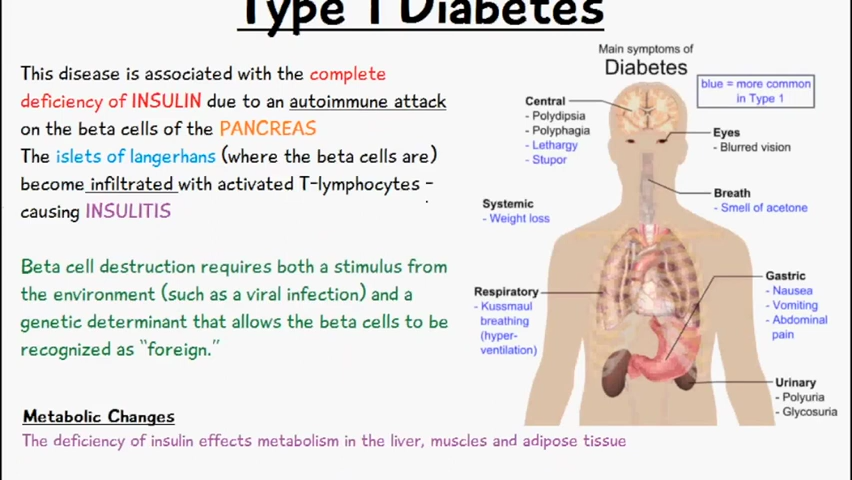 Type 1 Diabetes
This disease is associated with the complete
deficiency of INSULIN due to an autoimmune attack
on the beta cells of the PANCREAS
The islets of langerhans (where the beta cells are)
become infiltrated with activated T-lymphocytes -
causing INSULITIS
Beta cell destruction requires both a stimulus from
the environment (such as a viral infection) and a
genetic determinant that allows the beta cells to be
recognized as “foreign.”
Metabolic Changes
The deficiency of insulin effects metabolism in the liver, muscles and adipose tissue
Main symptoms of
Diabetes
blue = more common
in Type 1
Central
- Polydipsia
- Polyphagia
- Lethargy
- Stupor
Eyes
- Blurred vision
Breath
- Smell of acetone
Systemic
- Weight loss
Respiratory
- Kussmaul
breathing
(hyper-
ventilation)
Gastric
- Nausea
- Vomiting
- Abdominal
pain
Urinary
- Polyuria
- Glycosuria